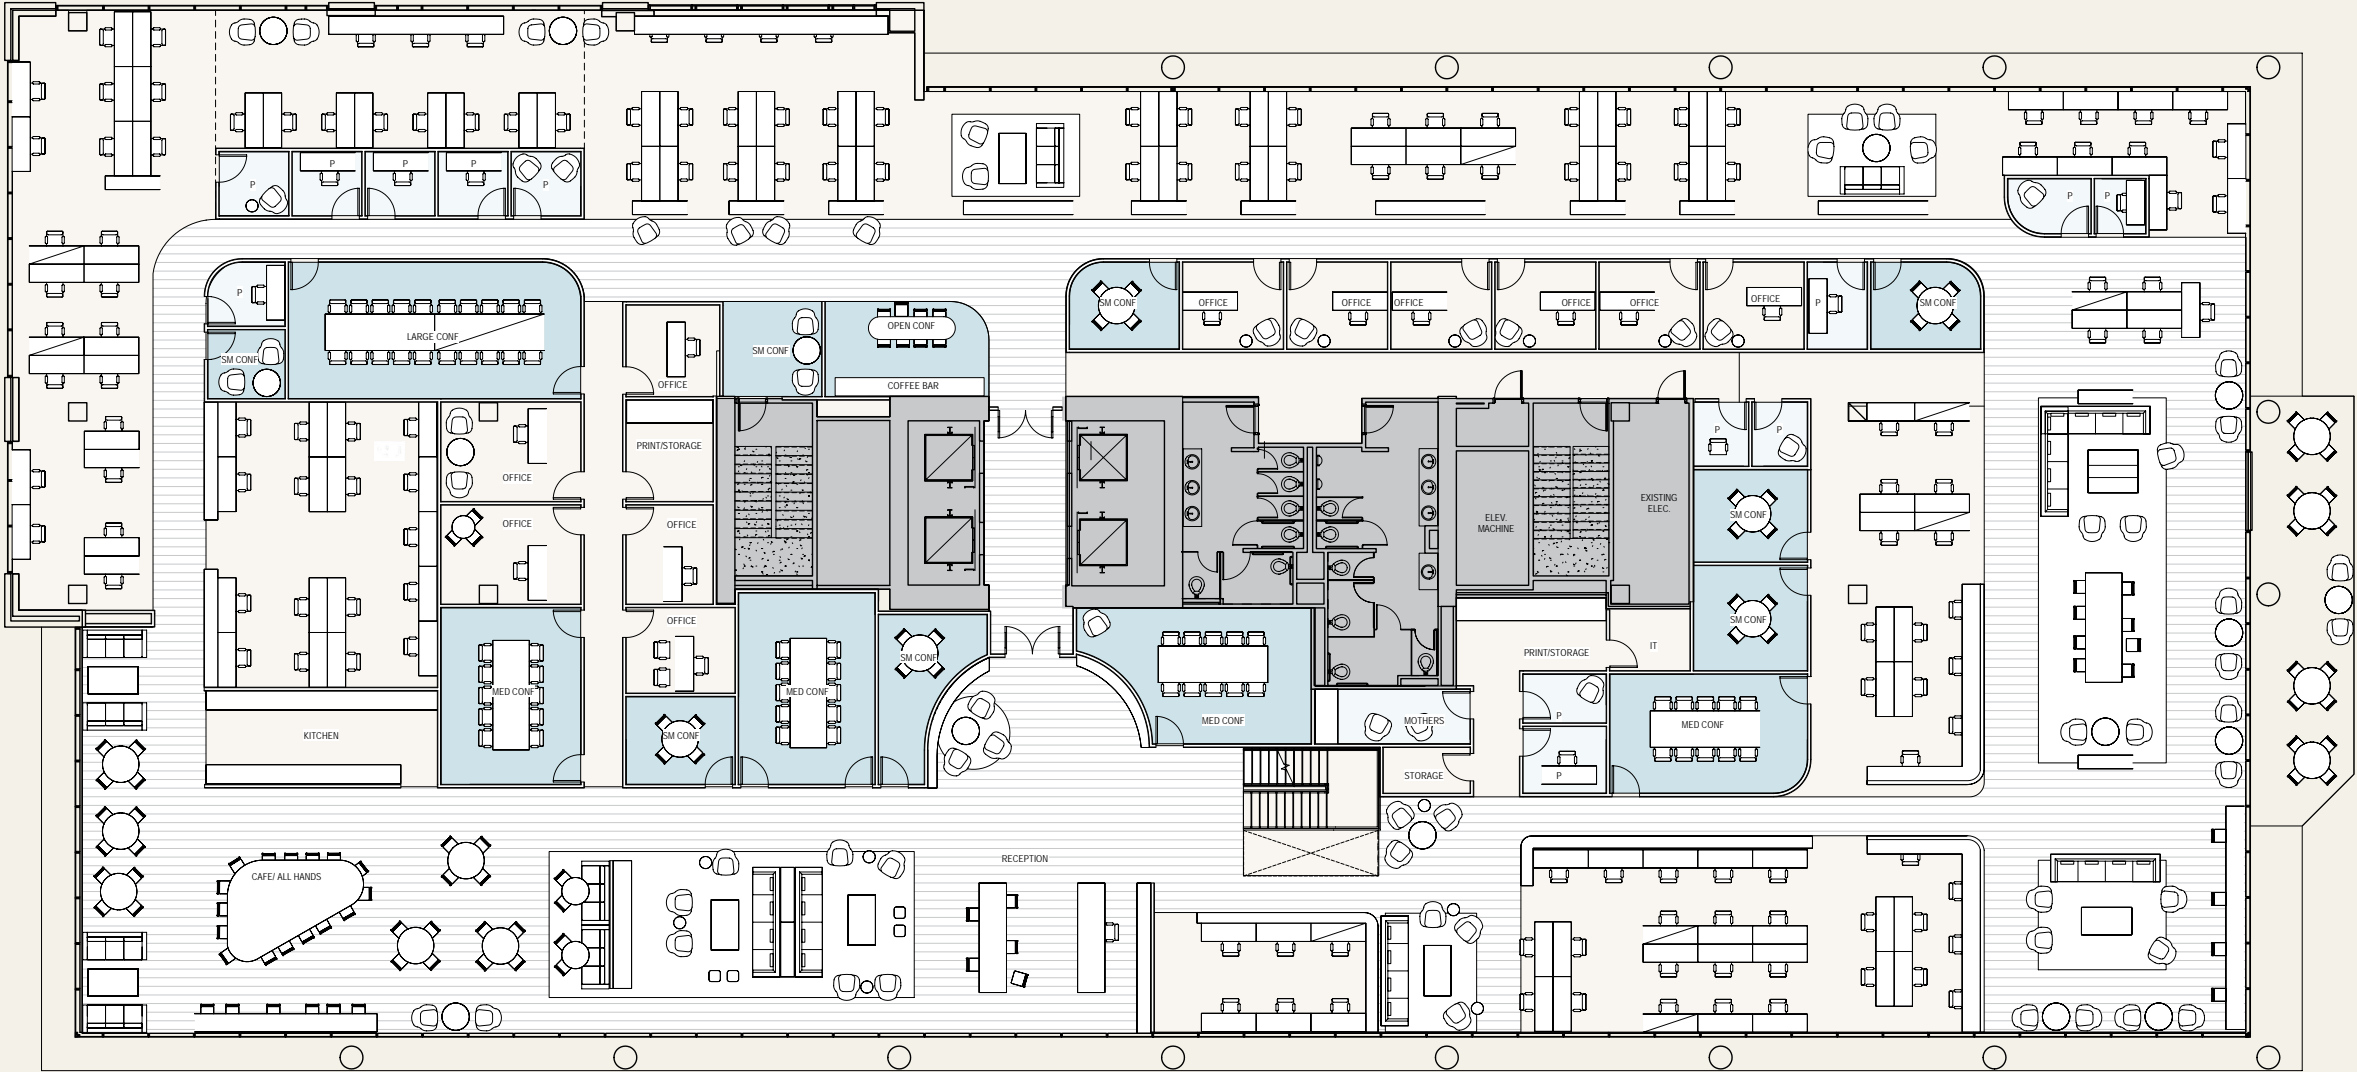 P
P
P
P
P
P
P
P
LARGE CONF
SM CONF
OFFICE
SM CONF
OPEN CONF
COFFEE BAR
SM CONF
OFFICE
OFFICE
OFFICE
OFFICE
OFFICE
OFFICE
P
SM CONF
OFFICE
PRINT/STORAGE
P
P
OFFICE
OFFICE
ELEV.
MACHINE
EXISTING
ELEC.
SM CONF
OFFICE
SM CONF
SM CONF
PRINT/STORAGE
IT
MED CONF
MED CONF
MED CONF
MOTHERS
P
MED CONF
KITCHEN
SM CONF
STORAGE
P
RECEPTION
CAFE/ ALL HANDS